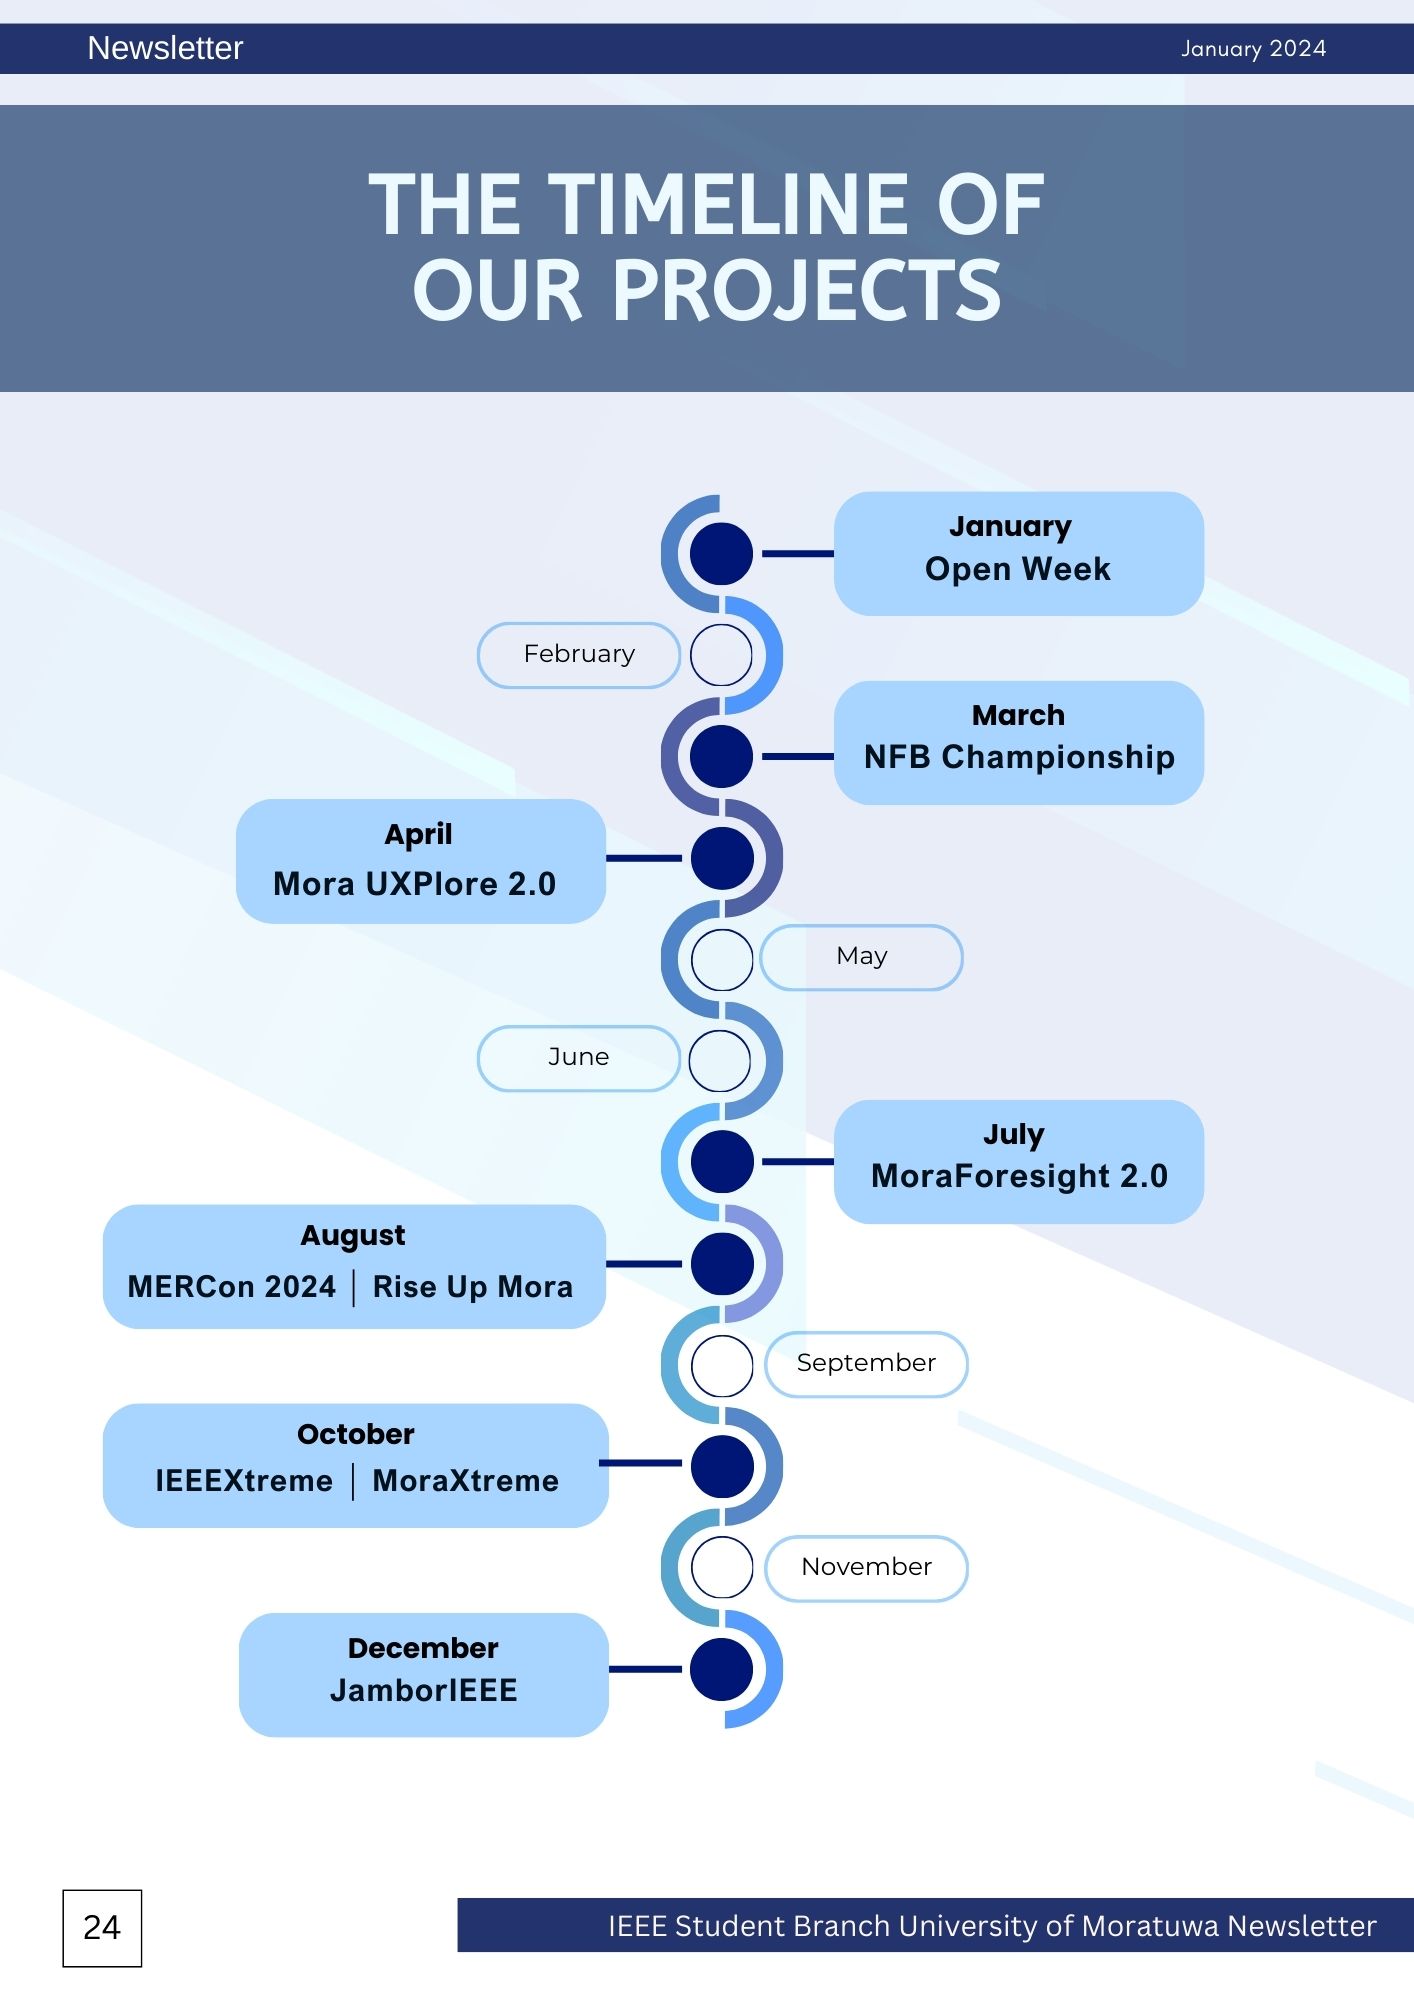 Newsletter
January 2024
THE TIMELINE OF
OUR PROJECTS
January
Open Week
February
March
NFB Championship
April
Mora UXPlore 2.0
May
June
July
MoraForesight 2.0
August
MERCon 2024 | Rise Up Mora
September
October
IEEEXtreme | MoraXtreme
November
December
JamborIEEE
24
IEEE Student Branch University of Moratuwa Newsletter